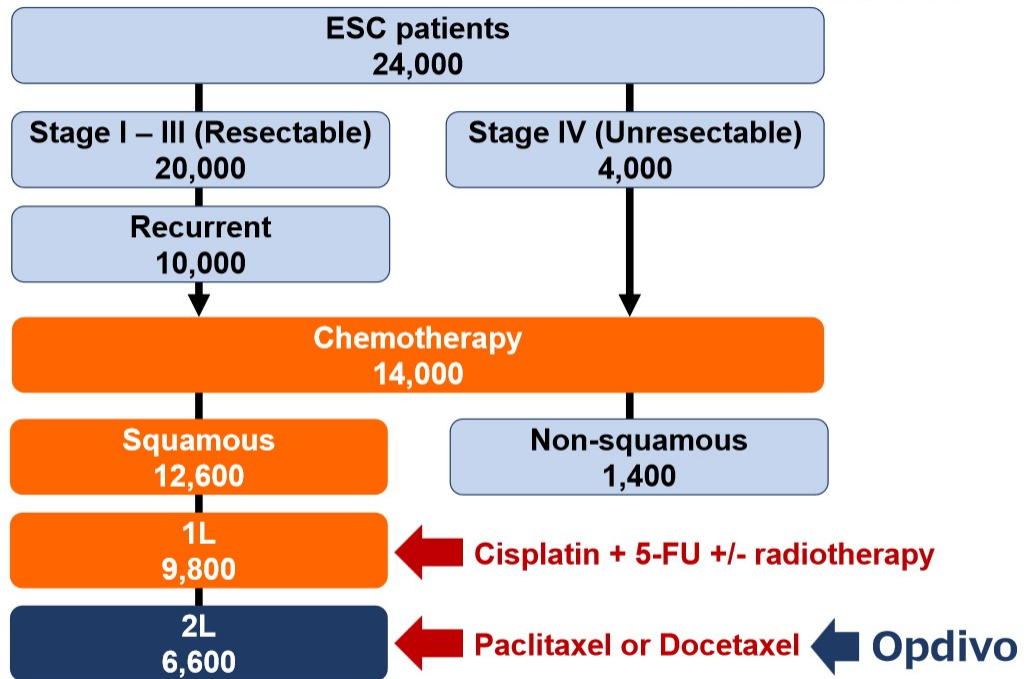 ESC patients
24,000
Stage I – III (Resectable)
20,000
Stage IV (Unresectable)
4,000
Recurrent
10,000
Chemotherapy
14,000
Squamous
12,600
Non-squamous
1,400
1L
9,800
Cisplatin + 5-FU +/- radiotherapy
2L
6,600
Paclitaxel or Docetaxel
Opdivo